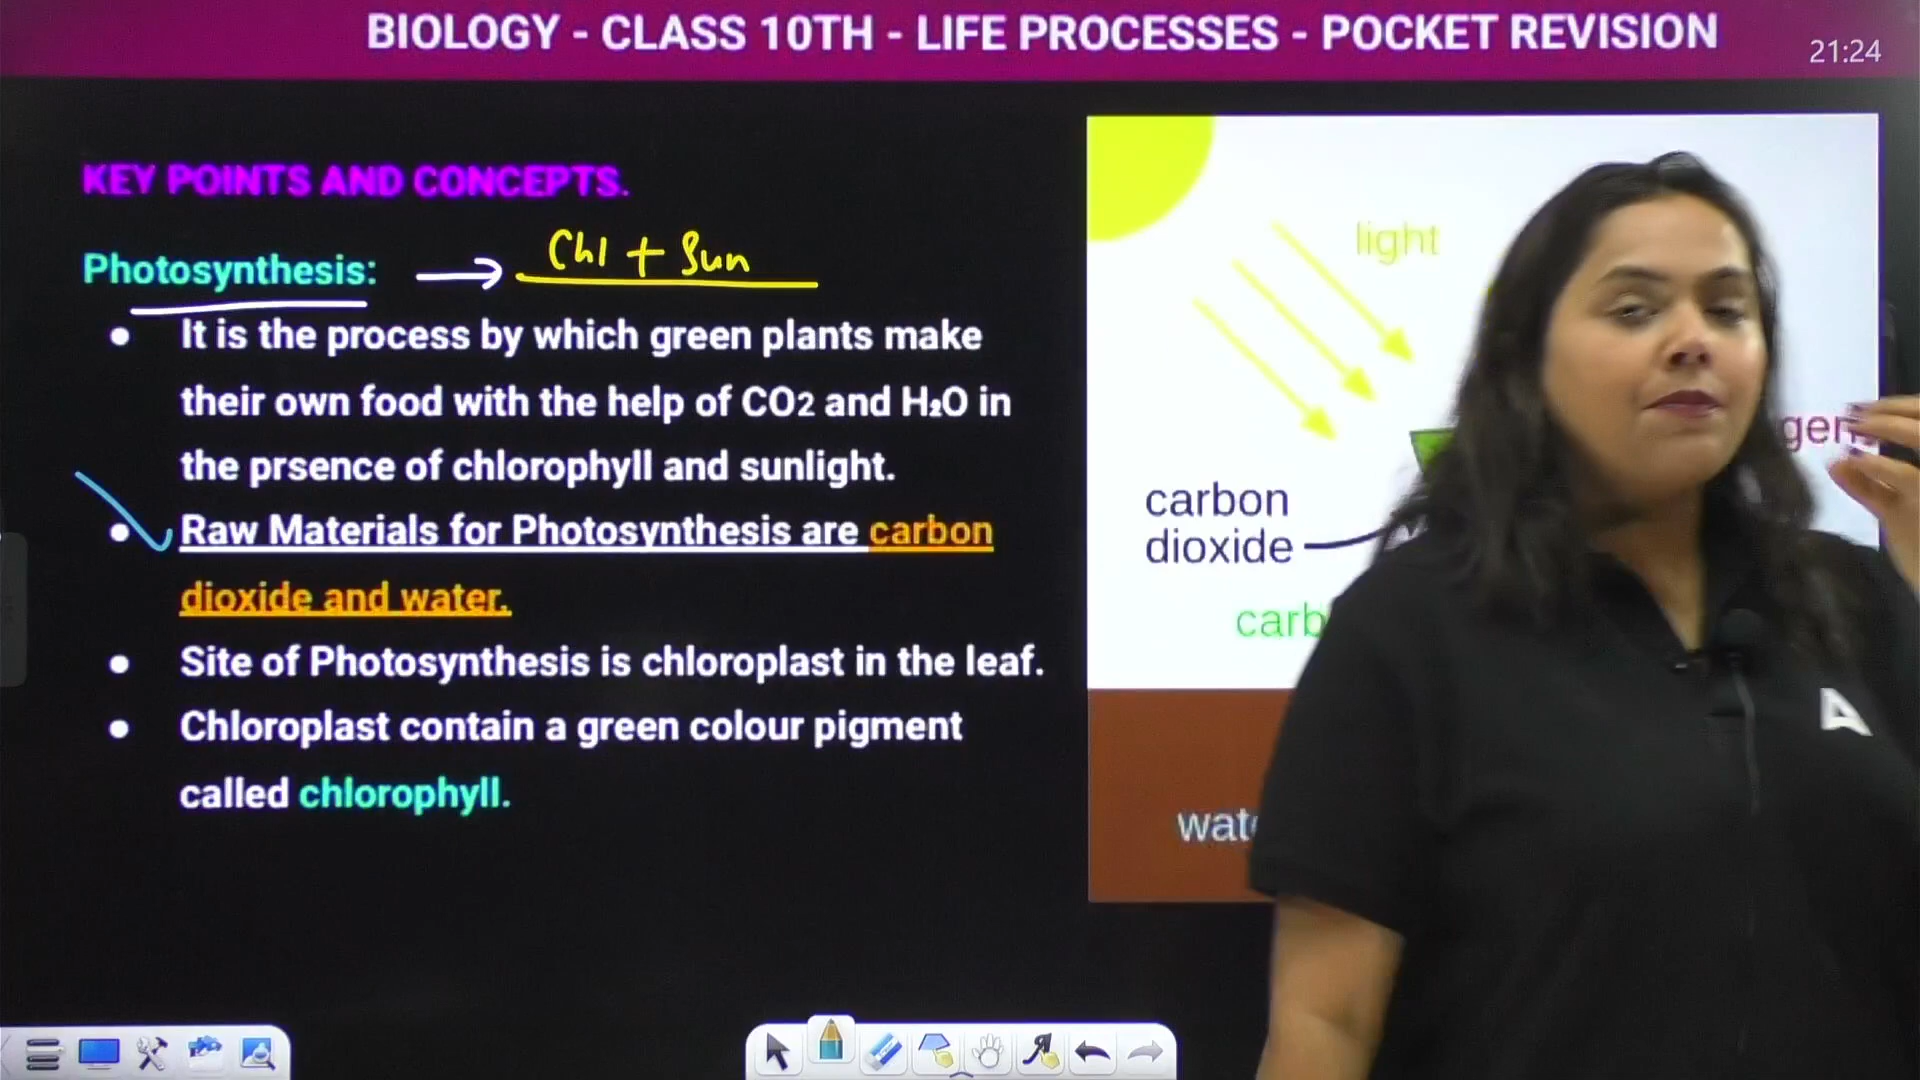 BIOLOGY - CLASS 10TH - LIFE PROCESSES - POCKET REVISION
21:24
KEY POINTS AND CONCEPTS.
Photosynthesis: → Chl + Sun
● It is the process by which green plants make
their own food with the help of CO2 and H₂O in
the prsence of chlorophyll and sunlight.
● Raw Materials for Photosynthesis are carbon
dioxide and water.
● Site of Photosynthesis is chloroplast in the leaf.
● Chloroplast contain a green colour pigment
called chlorophyll.
light
carbon
dioxide